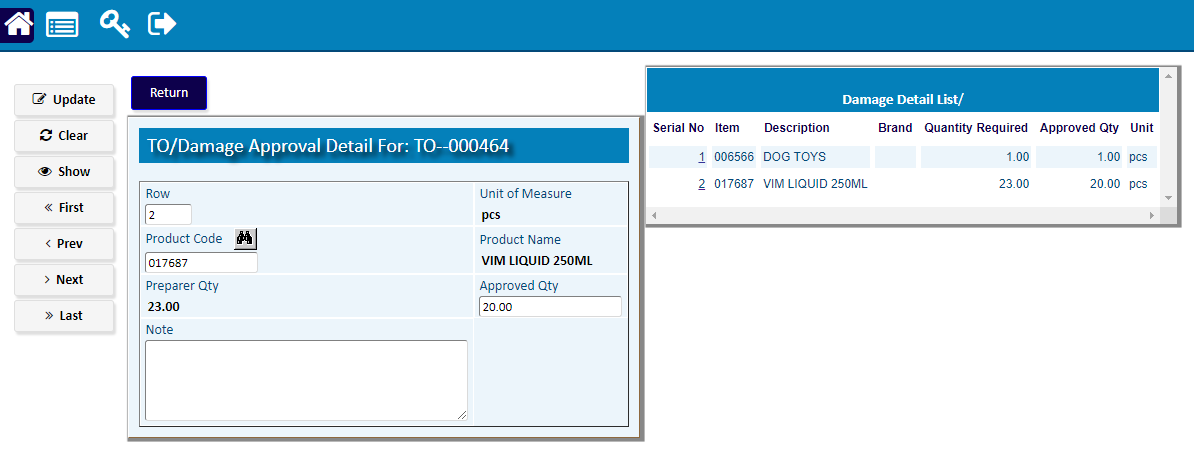 Update
Clear
Show
« First
‹ Prev
› Next
» Last
Return
TO/Damage Approval Detail For: TO--000464
Row
2
Unit of Measure
pcs
Product Code
017687
Product Name
VIM LIQUID 250ML
Preparer Qty
23.00
Approved Qty
20.00
Note
Damage Detail List/
Serial No Item Description Brand Quantity Required Approved Qty Unit
1 006566 DOG TOYS 1.00 1.00 pcs
2 017687 VIM LIQUID 250ML 23.00 20.00 pcs